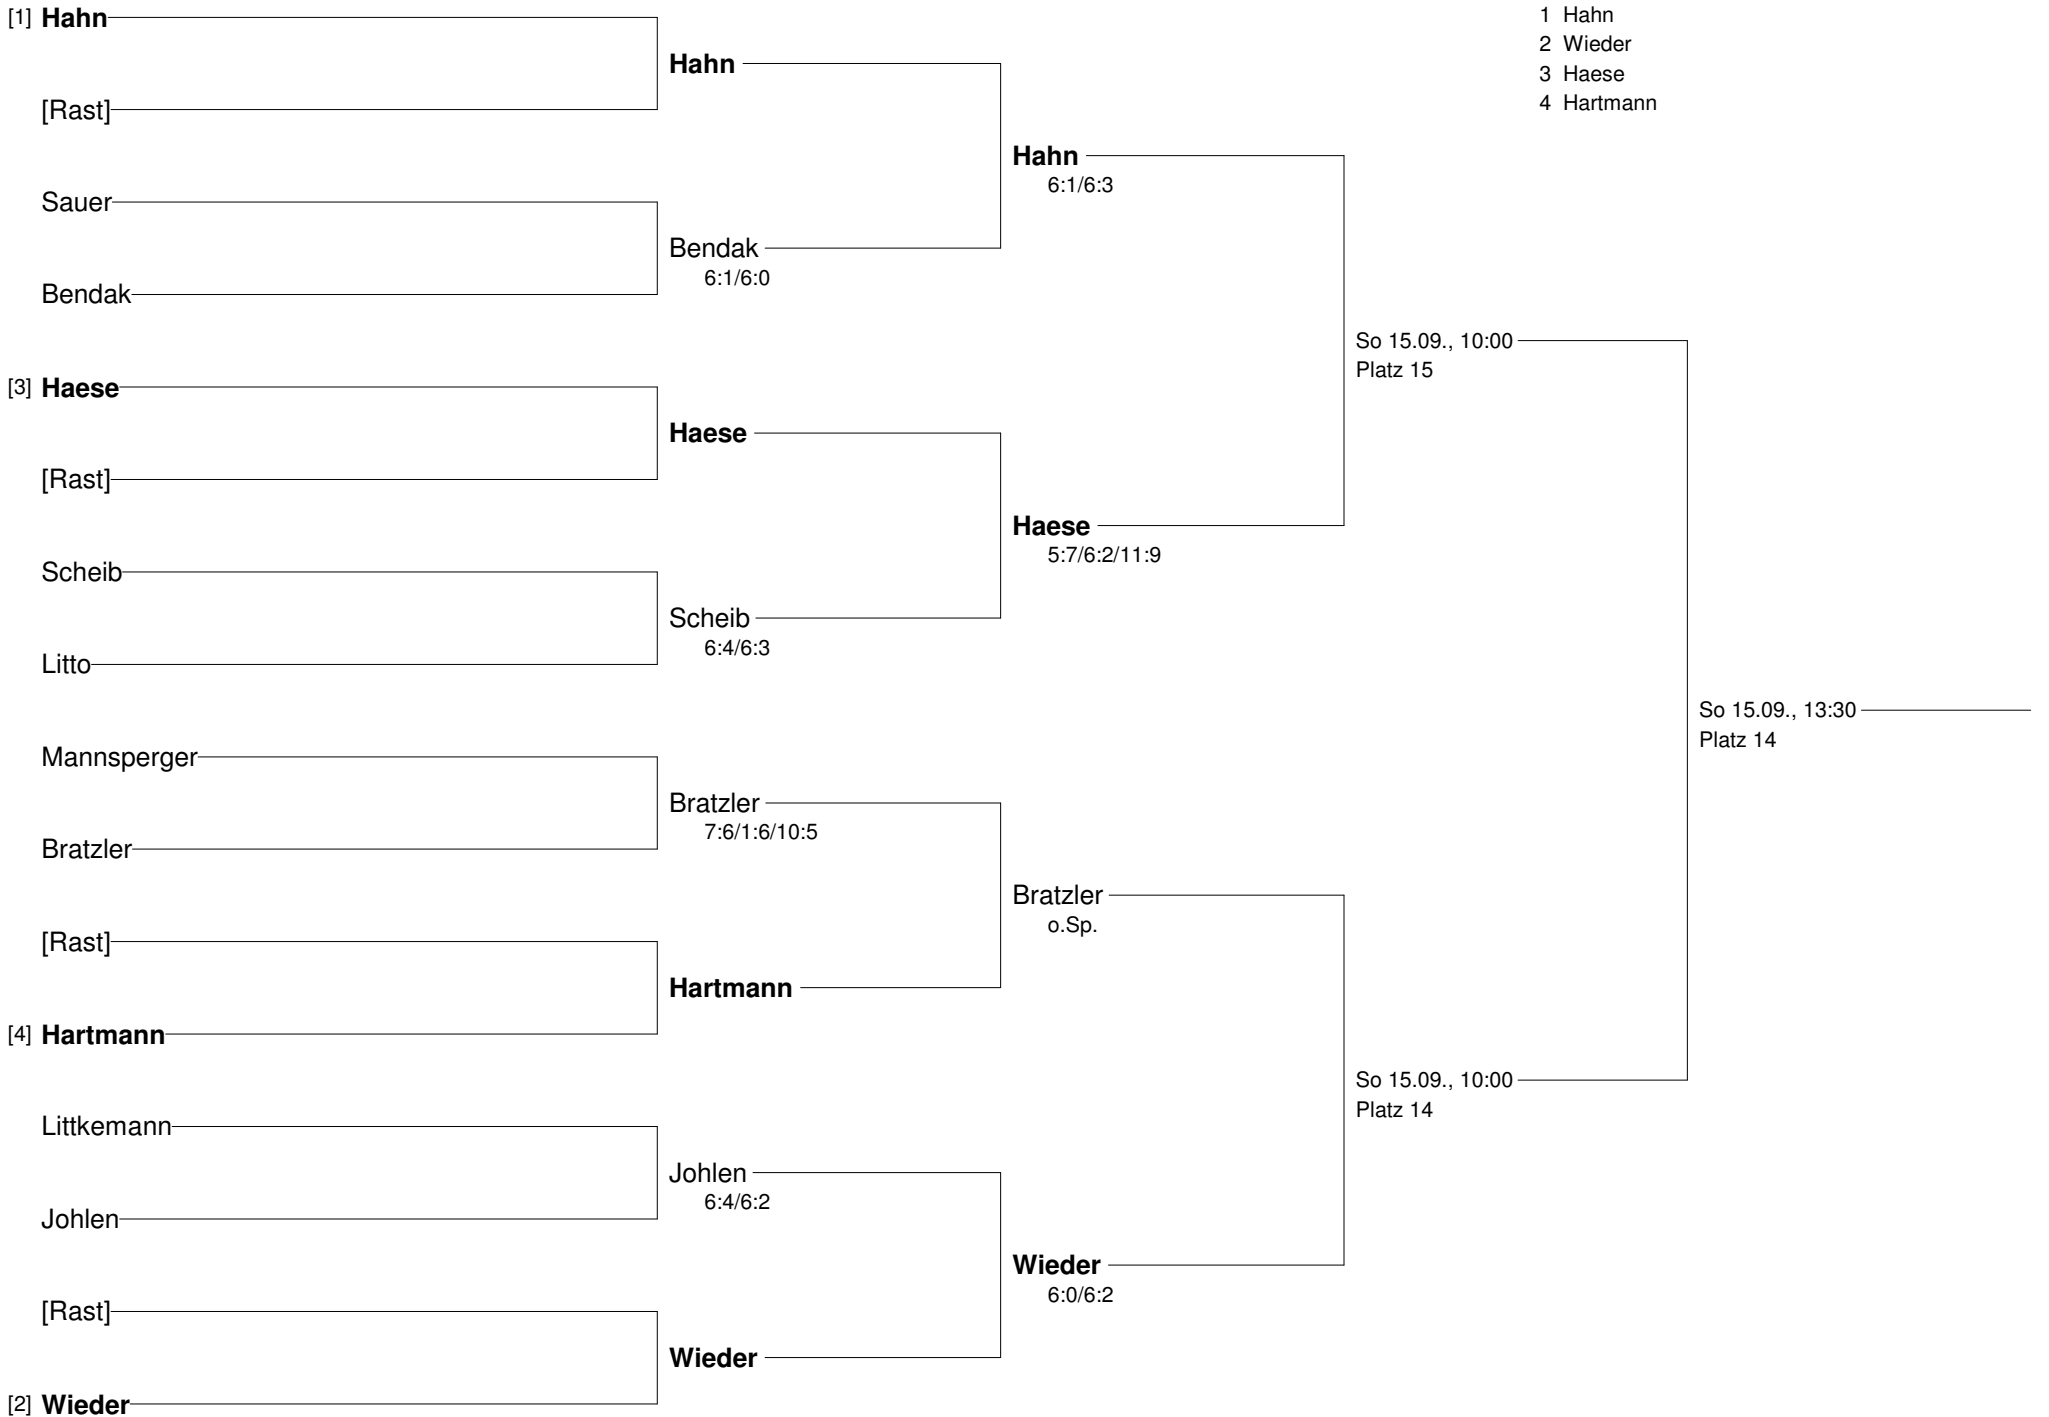 [1] Hahn
[Rast]
Sauer
Bendak
[3] Haese
[Rast]
Scheib
Litto
Mannsperger
Bratzler
[Rast]
[4] Hartmann
Littkemann
Johlen
[Rast]
[2] Wieder
Hahn
Bendak
6:1/6:0
Haese
Scheib
6:4/6:3
Bratzler
7:6/1:6/10:5
Hartmann
Johlen
6:4/6:2
Wieder
Hahn
6:1/6:3
Haese
5:7/6:2/11:9
Bratzler
o.Sp.
Wieder
6:0/6:2
So 15.09., 10:00
Platz 15
So 15.09., 10:00
Platz 14
So 15.09., 13:30
Platz 14
1 Hahn
2 Wieder
3 Haese
4 Hartmann